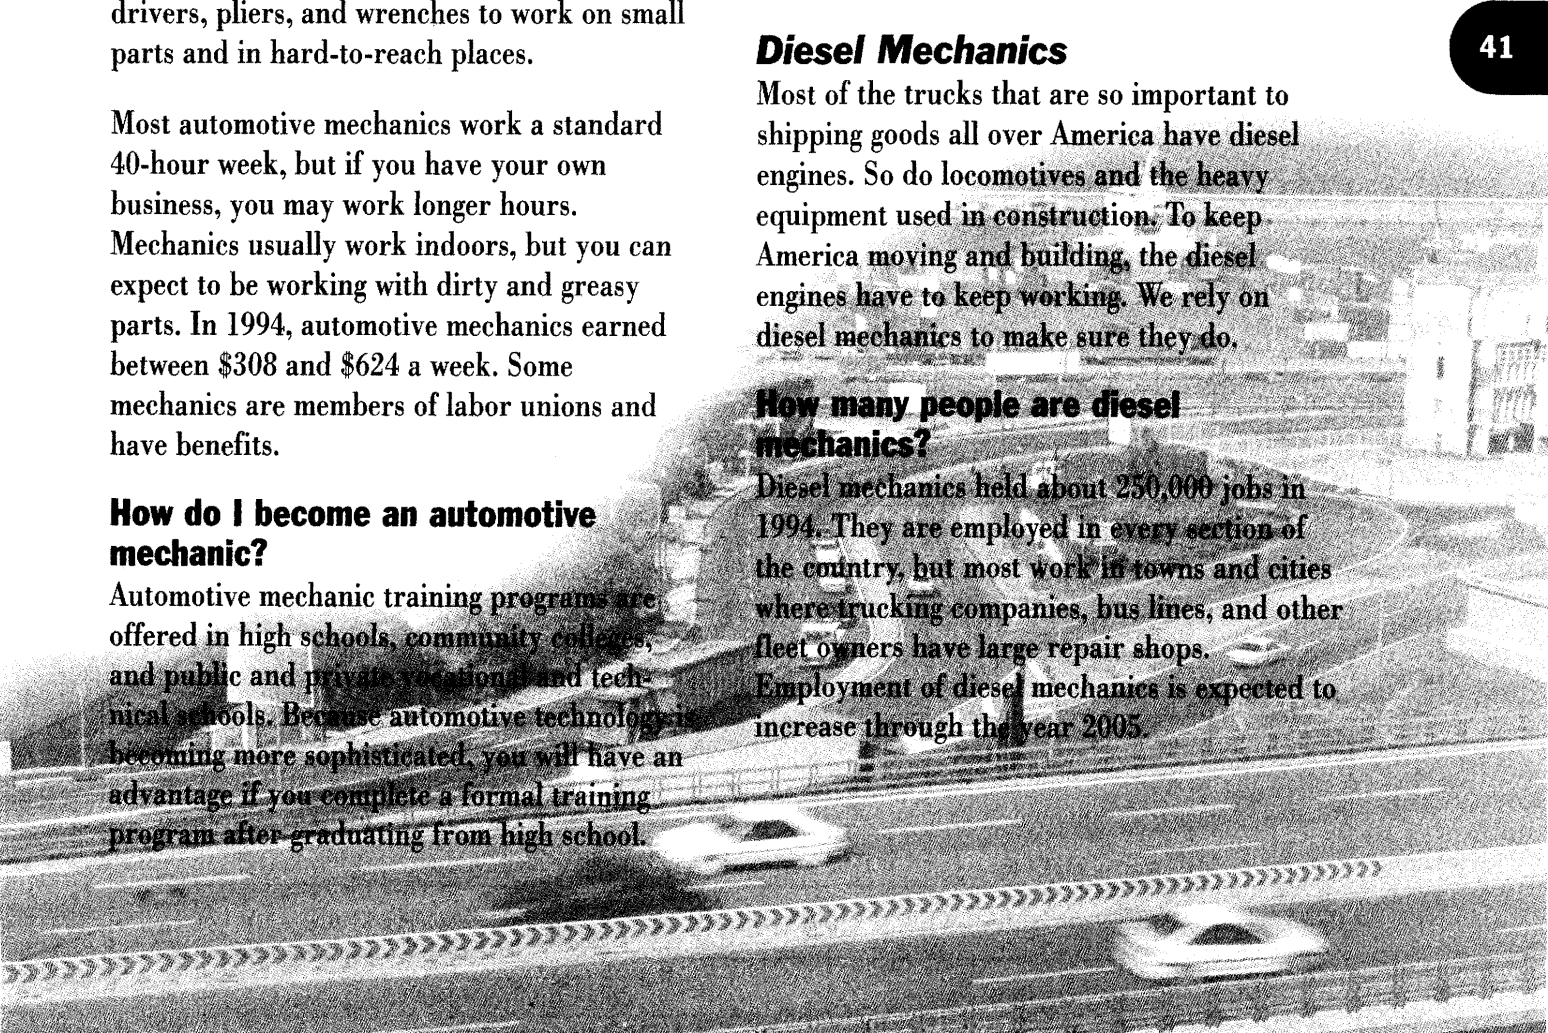 drivers, pliers, and wrenches to work on small
parts and in hard-to-reach places.
Most automotive mechanics work a standard
40-hour week, but if you have your own
business, you may work longer hours.
Mechanics usually work indoors, but you can
expect to be working with dirty and greasy
parts. In 1994, automotive mechanics earned
between $308 and $624 a week. Some
mechanics are members of labor unions and
have benefits.
How do I become an automotive
mechanic?
Automotive mechanic training programs are
offered in high schools, community colleges,
and public and private vocational and tech-
nical schools. Because automotive technology is
becoming more sophisticated, you will have an
advantage if you complete a formal training
program after graduating from high school.
Diesel Mechanics
Most of the trucks that are so important to
shipping goods all over America have diesel
engines. So do locomotives and the heavy
equipment used in construction. To keep
America moving and building, the diesel
engines have to keep working. We rely on
diesel mechanics to make sure they do.
How many people are diesel
mechanics?
Diesel mechanics held about 250,000 jobs in
1994. They are employed in every section of
the country, but most work in towns and cities
where trucking companies, bus lines, and other
fleet owners have large repair shops.
Employment of diesel mechanics is expected to
increase through the year 2005.
41